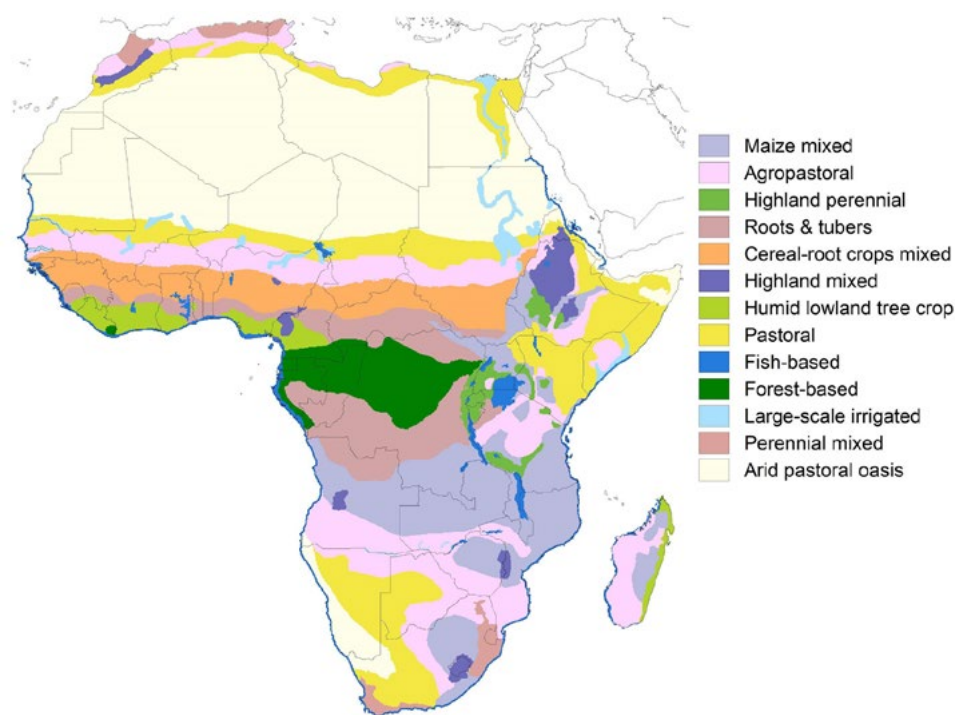 Maize mixed
Agropastoral
Highland perennial
Roots & tubers
Cereal-root crops mixed
Highland mixed
Humid lowland tree crop
Pastoral
Fish-based
Forest-based
Large-scale irrigated
Perennial mixed
Arid pastoral oasis